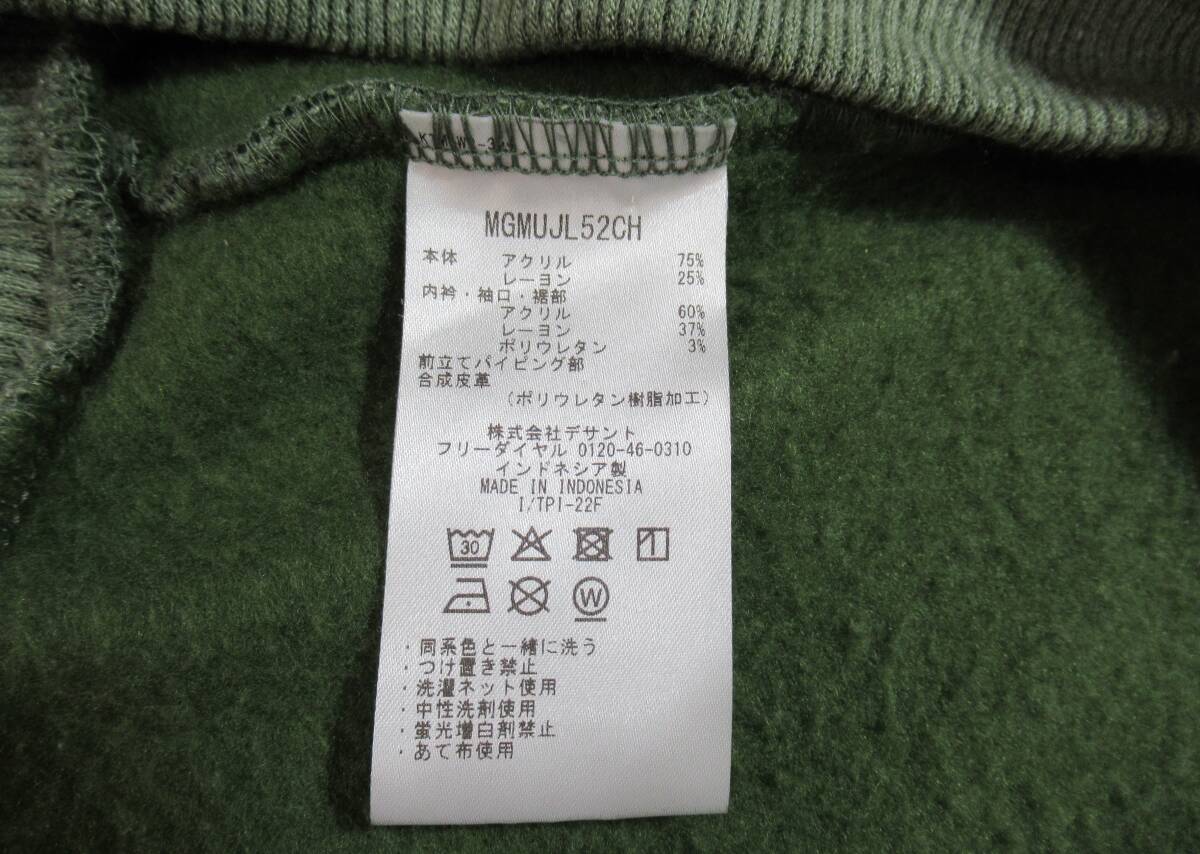 MGMUJL52CH
本体 アクリル 75%
レーヨン 25%
内衿・袖口・裾部
アクリル 60%
レーヨン 37%
ポリウレタン 3%
前立てパイピング部
合成皮革
（ポリウレタン樹脂加工）
株式会社デサント
フリーダイヤル 0120-46-0310
インドネシア製
MADE IN INDONESIA
I/TPI-22F
30
W
・同系色と一緒に洗う
・つけ置き禁止
・洗濯ネット使用
・中性洗剤使用
・蛍光増白剤禁止
・あて布使用